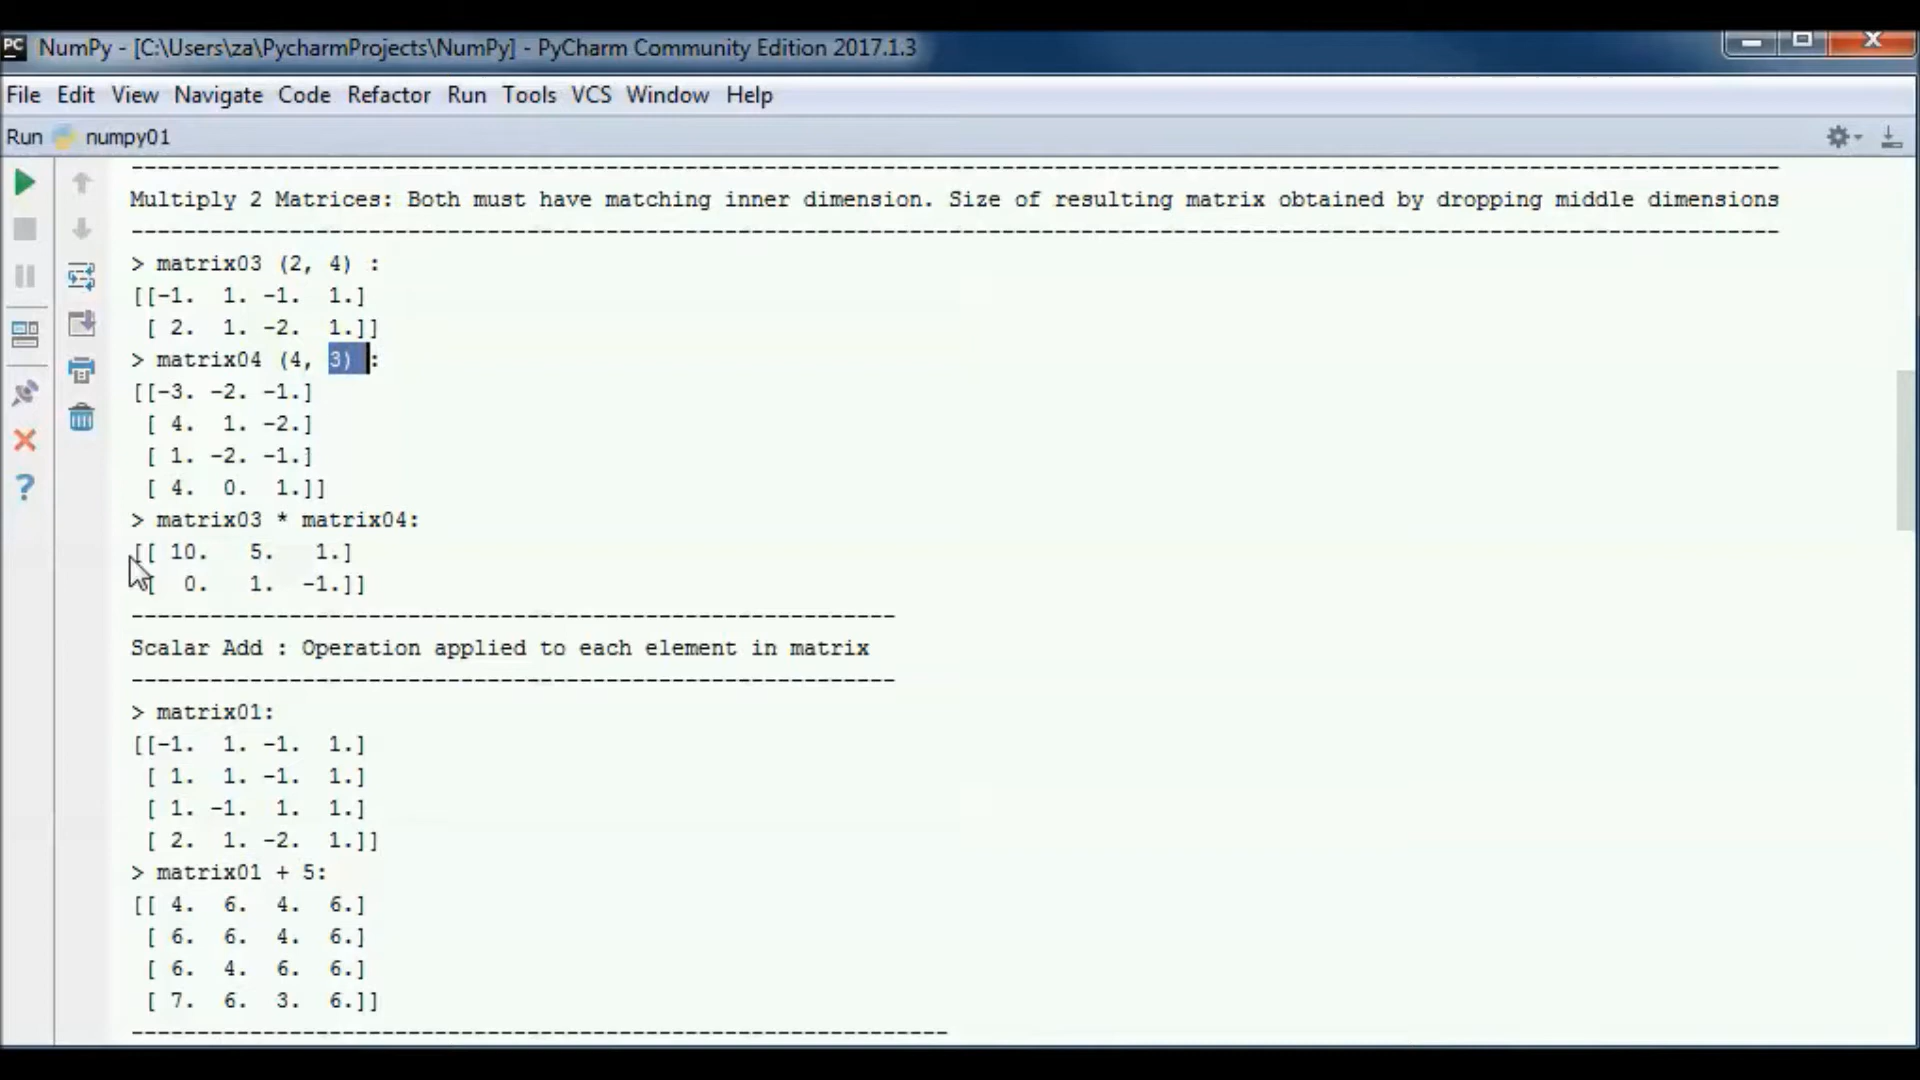 NumPy - [C:\Users\za\PycharmProjects\NumPy] - PyCharm Community Edition 2017.1.3
File Edit View Navigate Code Refactor Run Tools VCS Window Help
Run numpy01
--------------------------------------------------------------------------------------------------------------------------
Multiply 2 Matrices: Both must have matching inner dimension. Size of resulting matrix obtained by dropping middle dimensions
--------------------------------------------------------------------------------------------------------------------------
> matrix03 (2, 4) :
[[-1.  1. -1.  1.]
 [ 2.  1. -2.  1.]]
> matrix04 (4, 3) :
[[-3. -2. -1.]
 [ 4.  1. -2.]
 [ 1. -2. -1.]
 [ 4.  0.  1.]]
> matrix03 * matrix04:
[[ 10.   5.   1.]
 [  0.   1.  -1.]]
----------------------------------------------------------
Scalar Add : Operation applied to each element in matrix
----------------------------------------------------------
> matrix01:
[[-1.  1. -1.  1.]
 [ 1.  1. -1.  1.]
 [ 1. -1.  1.  1.]
 [ 2.  1. -2.  1.]]
> matrix01 + 5:
[[ 4.  6.  4.  6.]
 [ 6.  6.  4.  6.]
 [ 6.  4.  6.  6.]
 [ 7.  6.  3.  6.]]
--------------------------------------------------------------